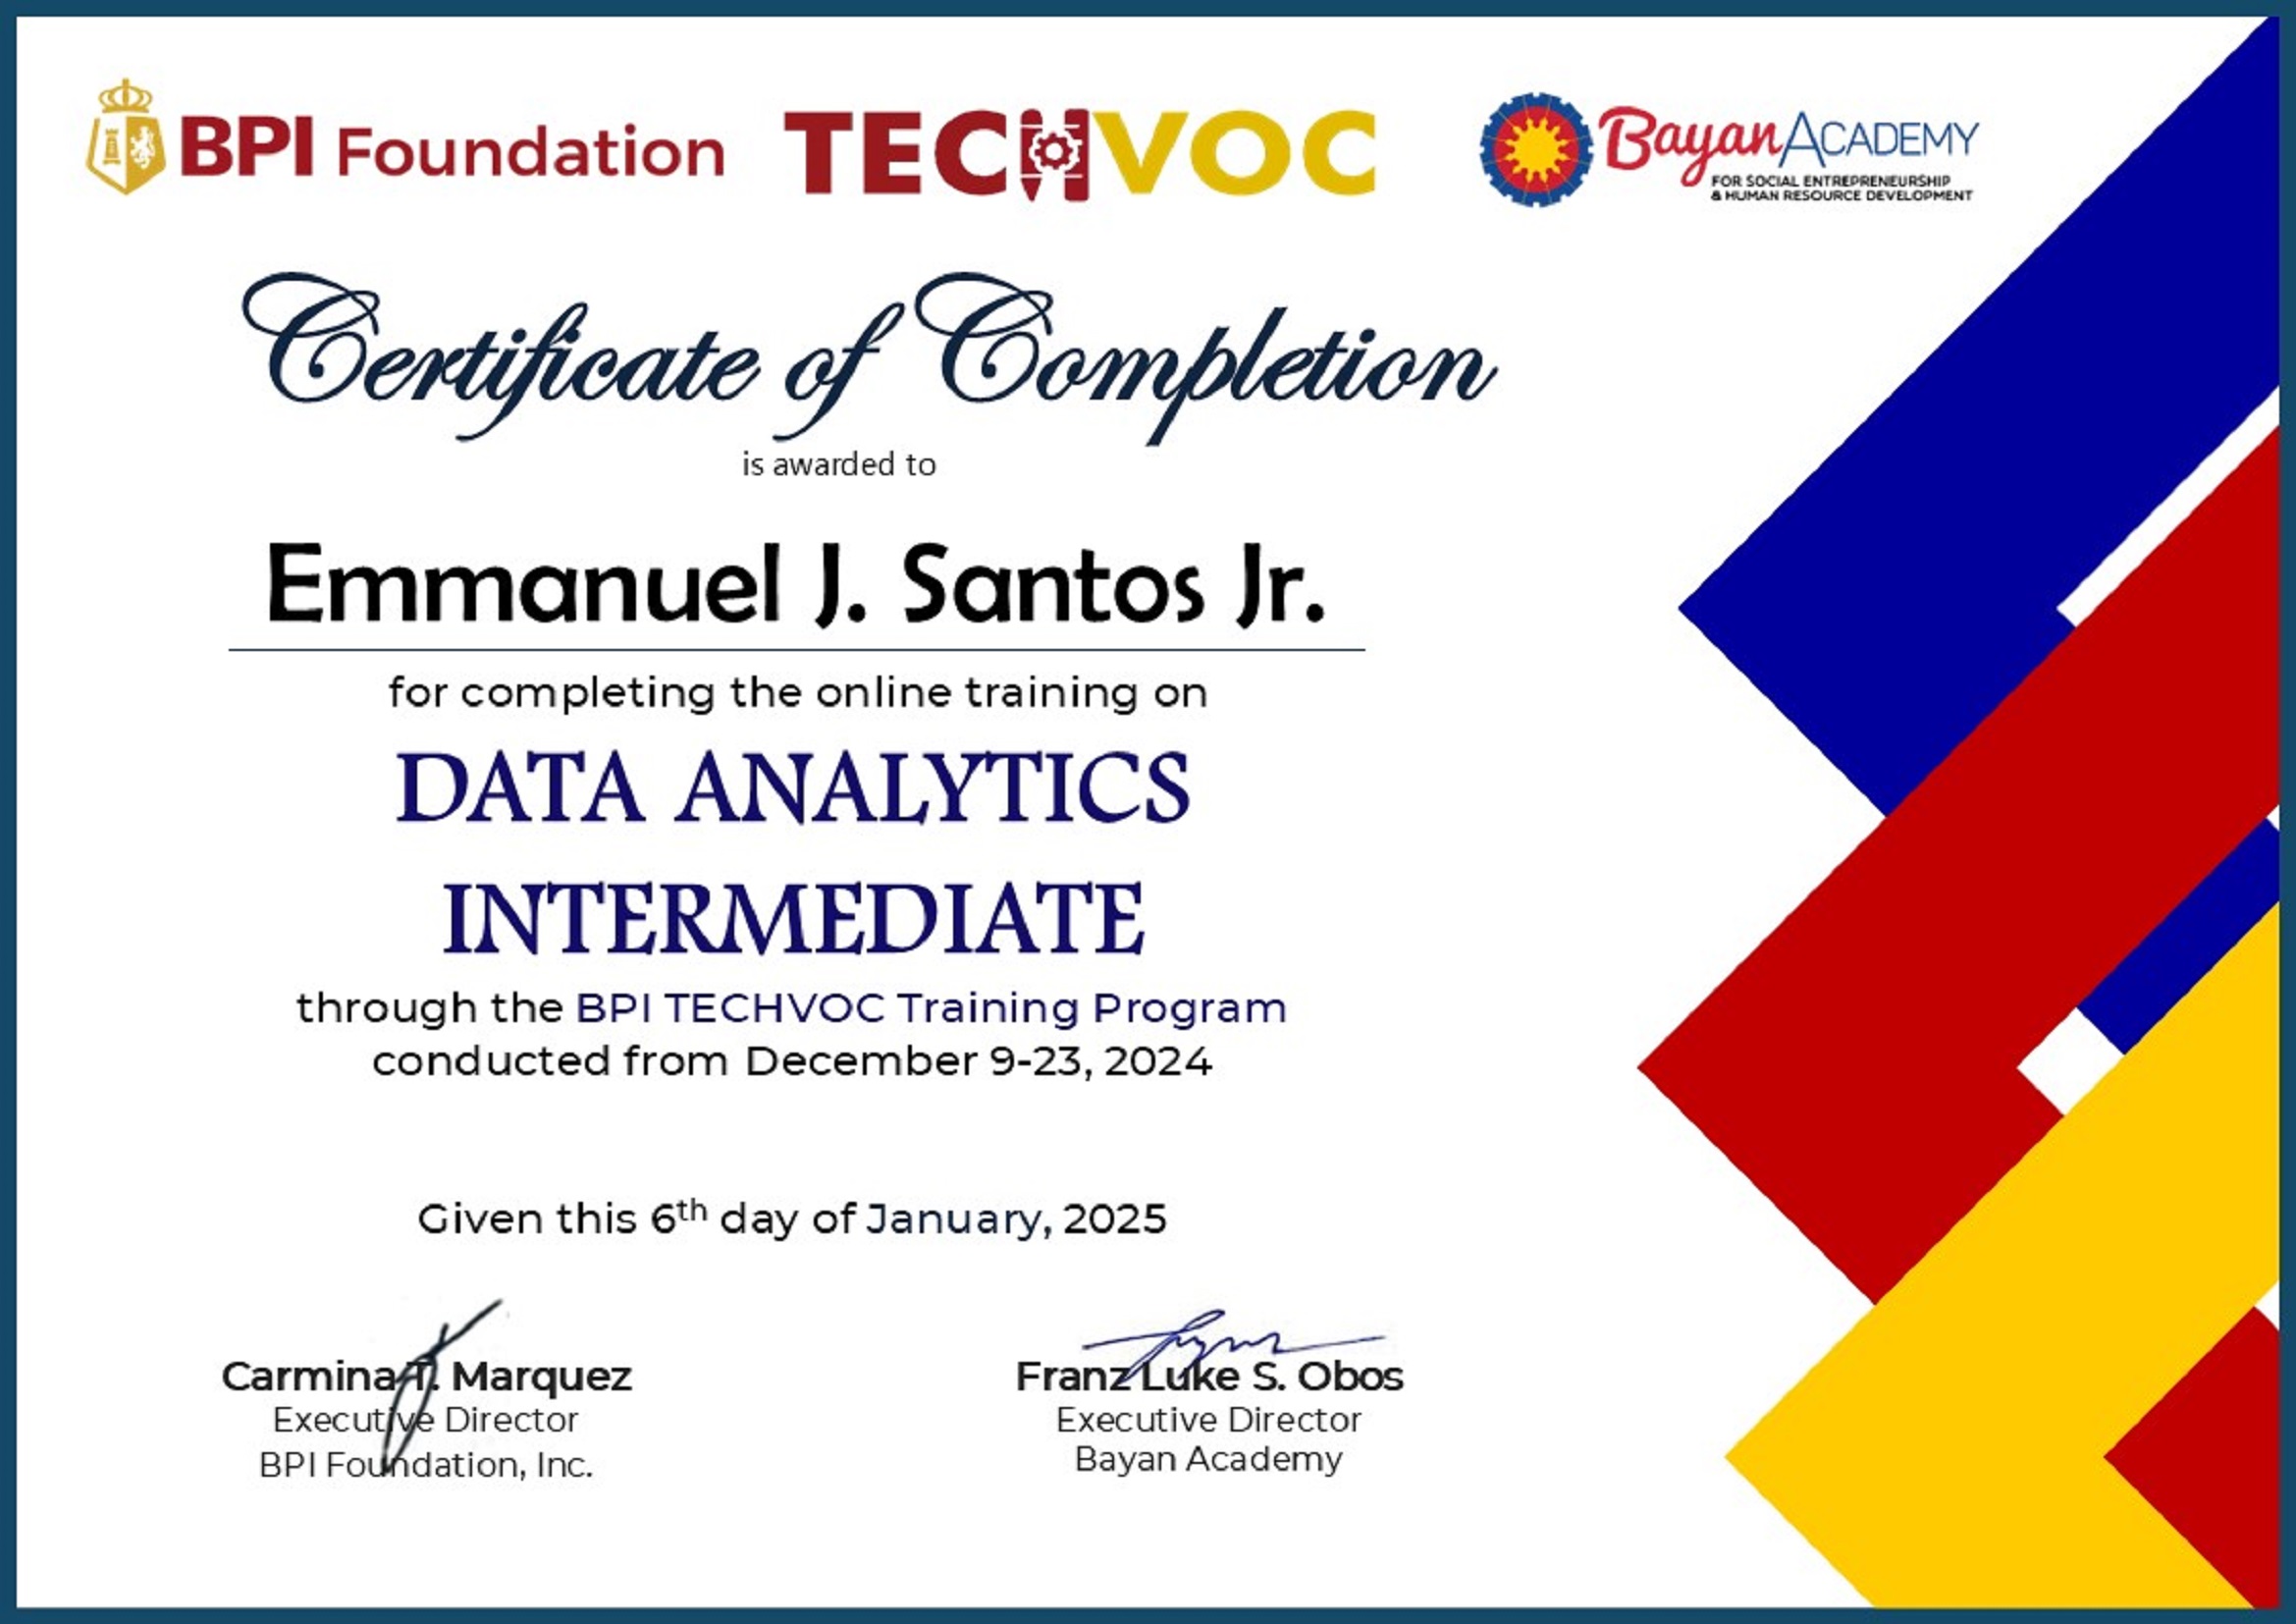 BPI Foundation TECHVOC Bayan ACADEMY
FOR SOCIAL ENTREPRENEURSHIP
& HUMAN RESOURCE DEVELOPMENT
Certificate of Completion
is awarded to
Emmanuel J. Santos Jr.
for completing the online training on
DATA ANALYTICS
INTERMEDIATE
through the BPI TECHVOC Training Program
conducted from December 9-23, 2024
Given this 6th day of January, 2025
Carmina T. Marquez
Executive Director
BPI Foundation, Inc.
Franz Luke S. Obos
Executive Director
Bayan Academy